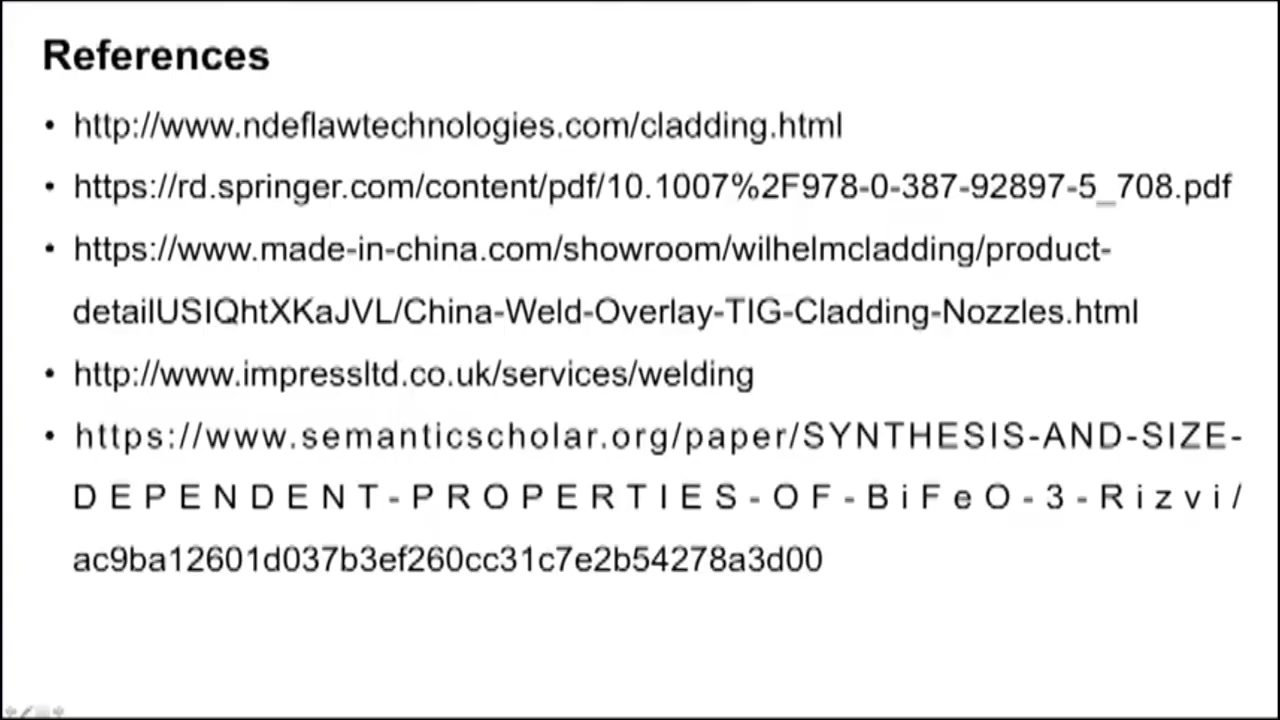 References
• http://www.ndeflawtechnologies.com/cladding.html
• https://rd.springer.com/content/pdf/10.1007%2F978-0-387-92897-5_708.pdf
• https://www.made-in-china.com/showroom/wilhelmcladding/product-
detailUSIQhtXKaJVL/China-Weld-Overlay-TIG-Cladding-Nozzles.html
• http://www.impressltd.co.uk/services/welding
• https://www.semanticscholar.org/paper/SYNTHESIS-AND-SIZE-
DEPENDENT-PROPERTIES-OF-BiFeO-3-Rizvi/
ac9ba12601d037b3ef260cc31c7e2b54278a3d00